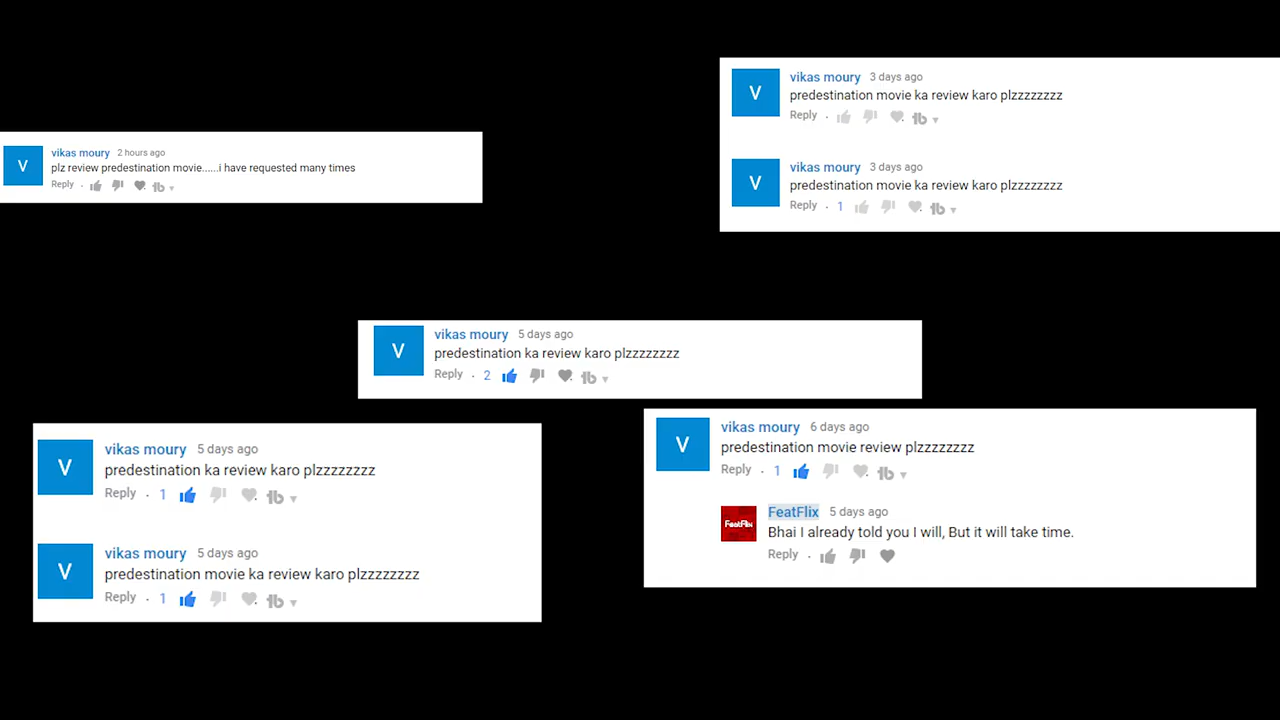 vikas moury 3 days ago
predestination movie ka review karo plzzzzzzzz
Reply
vikas moury 2 hours ago
plz review predestination movie......i have requested many times
Reply
V
V
vikas moury 3 days ago
predestination movie ka review karo plzzzzzzzz
Reply 1
V
vikas moury 5 days ago
predestination ka review karo plzzzzzzzz
Reply 2
V
vikas moury 5 days ago
predestination ka review karo plzzzzzzzz
Reply 1
V
vikas moury 5 days ago
predestination movie ka review karo plzzzzzzzz
Reply 1
V
vikas moury 6 days ago
predestination movie review plzzzzzzzz
Reply 1
V
FeatFlix
FeatFlix 5 days ago
Bhai I already told you I will, But it will take time.
Reply
V